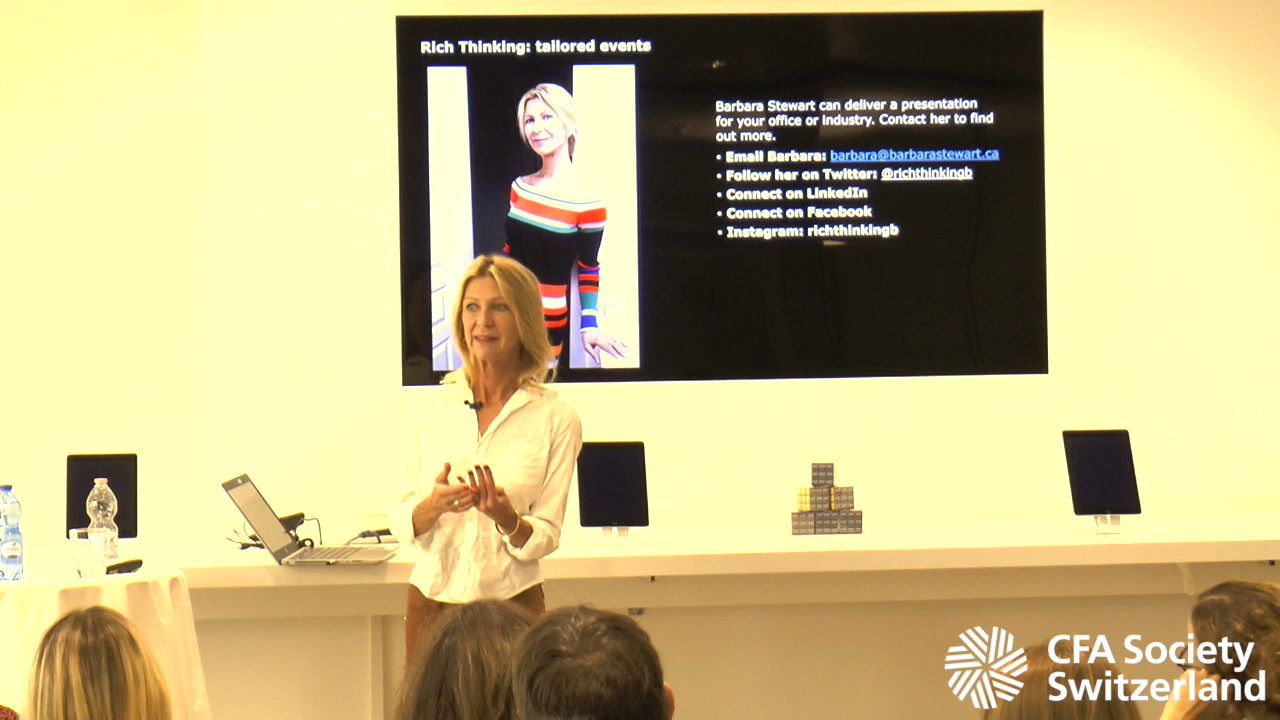 Rich Thinking: tailored events
Barbara Stewart can deliver a presentation
for your office or industry. Contact her to find
out more.
• Email Barbara: barbara@barbarastewart.ca
• Follow her on Twitter: @richthinkingb
• Connect on LinkedIn
• Connect on Facebook
• Instagram: richthinkingb
CFA Society
Switzerland